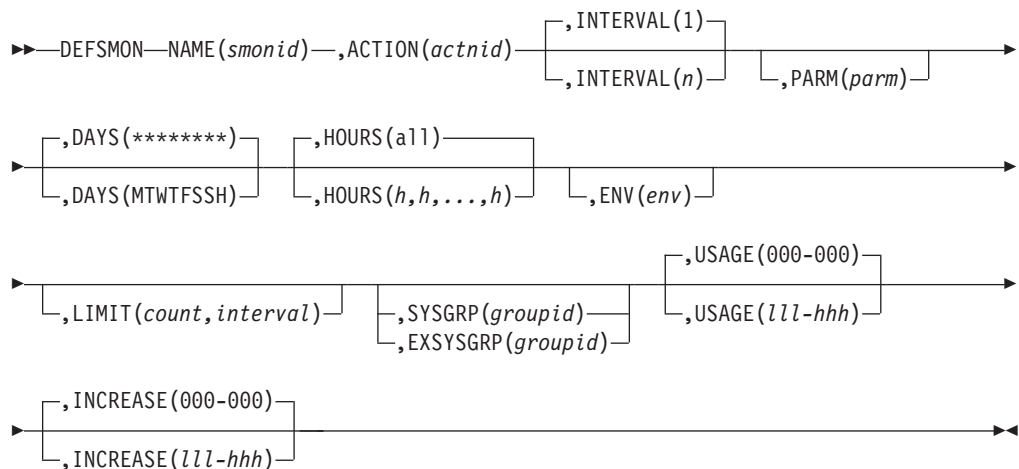 ,INTERVAL(1)
DEFSMON NAME(smonid) ,ACTION(actnid)
,INTERVAL(n) ,PARM(parm)
,DAYS(********) ,HOURS(all)
,DAYS(MTWTFSSH) ,HOURS(h,h,...,h) ,ENV(env)
,USAGE(000-000)
,LIMIT(count,interval) ,SYSGRP(groupid) ,USAGE(lll-hhh)
,EXSYSGRP(groupid)
,INCREASE(000-000)
,INCREASE(lll-hhh)